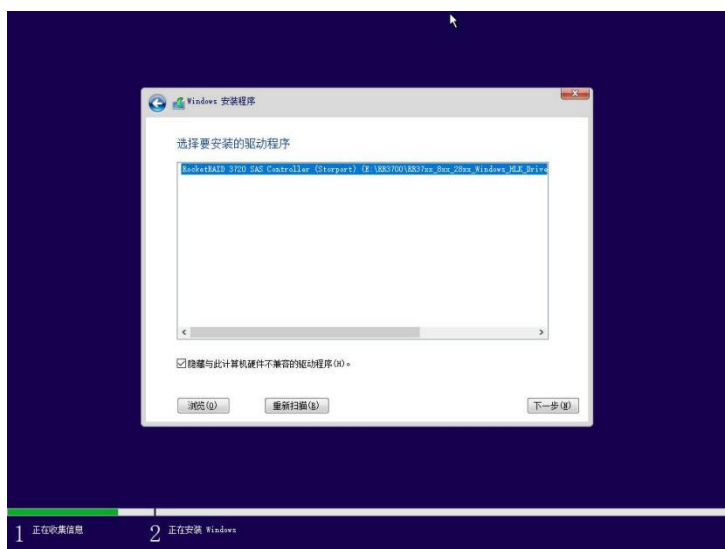 Windows 安装程序
选择要安装的驱动程序
RocketRAID 3720 SAS Controller (Storport) (E:\RR3700\RR37xx_8xx_28xx_Windows_HLK_Drive
隐藏与此计算机硬件不兼容的驱动程序(H)。
浏览(O) 重新扫描(R) 下一步(N)
1 正在收集信息 2 正在安装 Windows